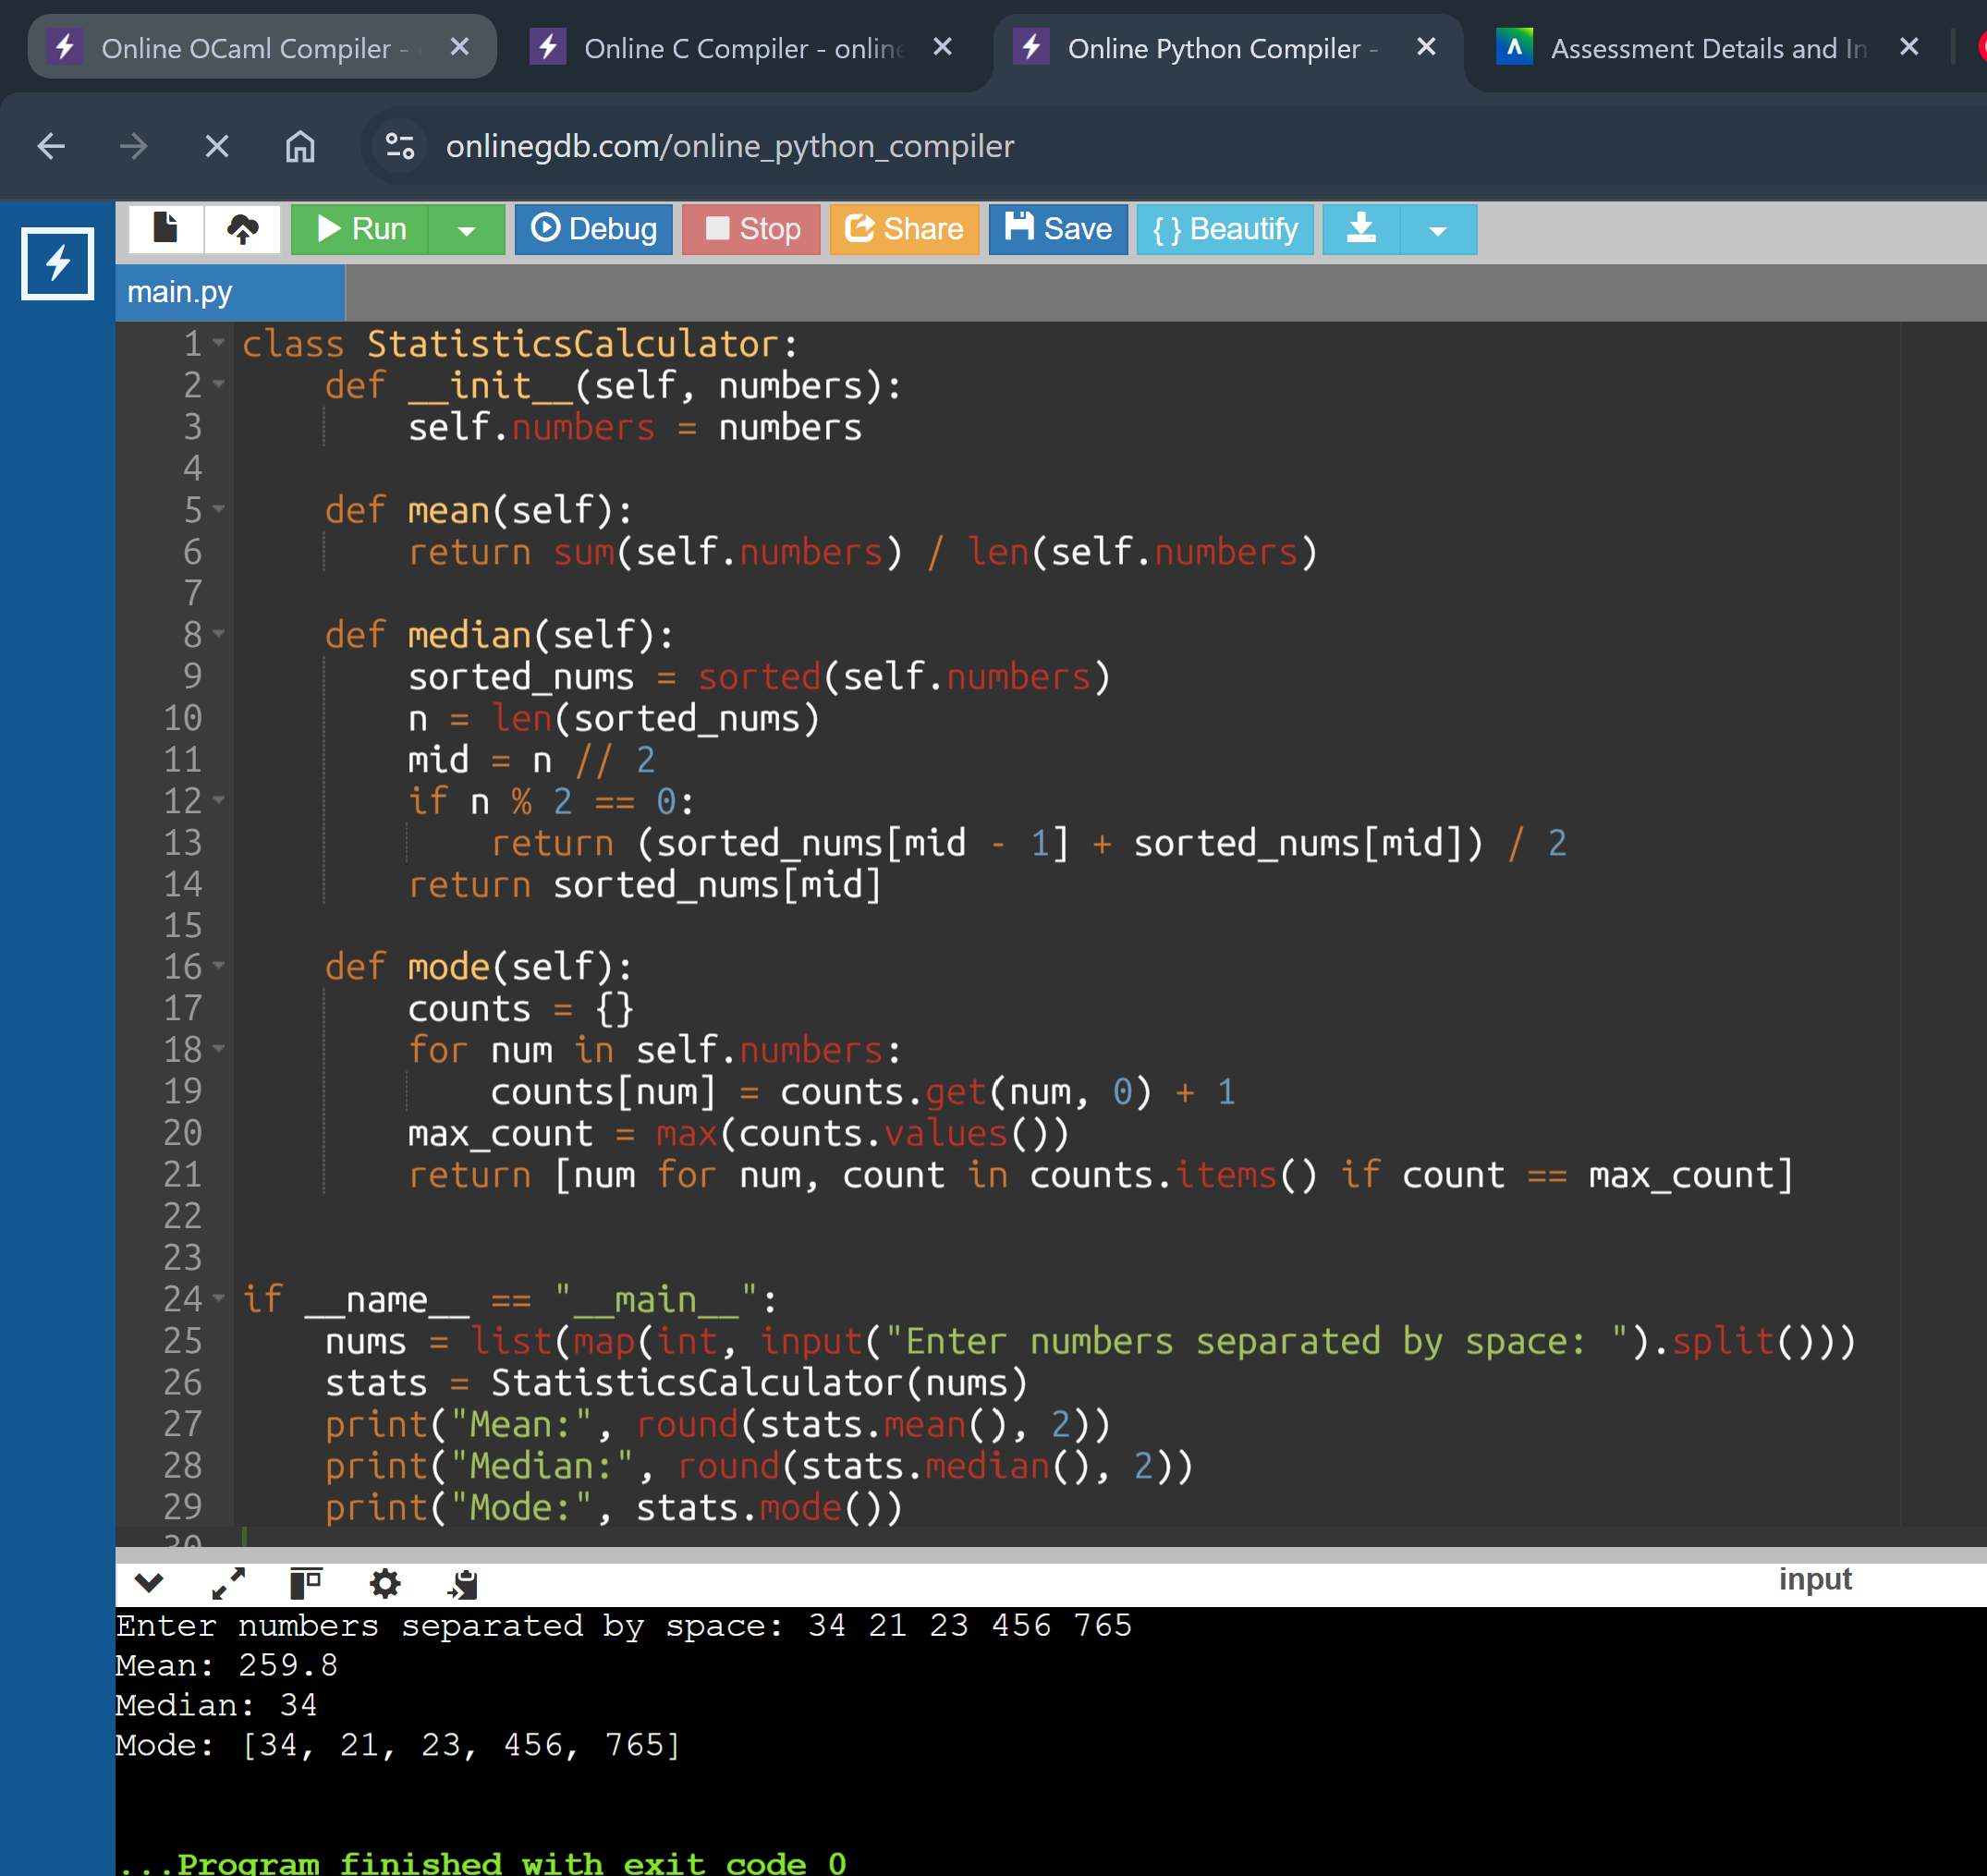 Online OCaml Compiler -
Online C Compiler - online
Online Python Compiler -
Assessment Details and In
onlinegdb.com/online_python_compiler
Run
Debug
Stop
Share
Save
{ } Beautify
main.py
1 class StatisticsCalculator:
2     def __init__(self, numbers):
3         self.numbers = numbers
4
5     def mean(self):
6         return sum(self.numbers) / len(self.numbers)
7
8     def median(self):
9         sorted_nums = sorted(self.numbers)
10         n = len(sorted_nums)
11         mid = n // 2
12         if n % 2 == 0:
13             return (sorted_nums[mid - 1] + sorted_nums[mid]) / 2
14         return sorted_nums[mid]
15
16     def mode(self):
17         counts = {}
18         for num in self.numbers:
19             counts[num] = counts.get(num, 0) + 1
20         max_count = max(counts.values())
21         return [num for num, count in counts.items() if count == max_count]
22
23
24 if __name__ == "__main__":
25     nums = list(map(int, input("Enter numbers separated by space: ").split()))
26     stats = StatisticsCalculator(nums)
27     print("Mean:", round(stats.mean(), 2))
28     print("Median:", round(stats.median(), 2))
29     print("Mode:", stats.mode())
30
input
Enter numbers separated by space: 34 21 23 456 765
Mean: 259.8
Median: 34
Mode: [34, 21, 23, 456, 765]
...Program finished with exit code 0